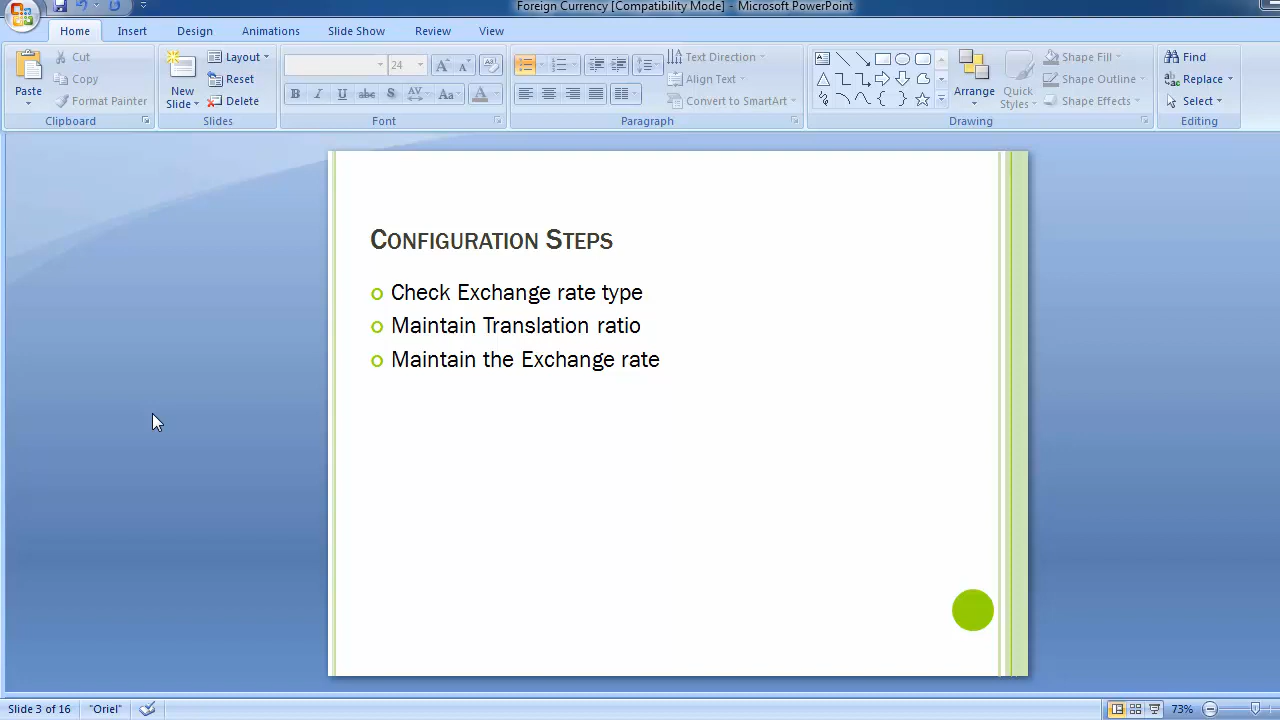 Foreign Currency [Compatibility Mode] - Microsoft PowerPoint
Home Insert Design Animations Slide Show Review View
Paste Cut Copy Format Painter
Clipboard
New Slide Layout Reset Delete
Slides
24
B I U abc S AV Aa A
Font
Text Direction Align Text Convert to SmartArt
Paragraph
Arrange Quick Styles Shape Fill Shape Outline Shape Effects
Drawing
Find Replace Select
Editing
CONFIGURATION STEPS
Check Exchange rate type
Maintain Translation ratio
Maintain the Exchange rate
Slide 3 of 16 "Oriel" 73%